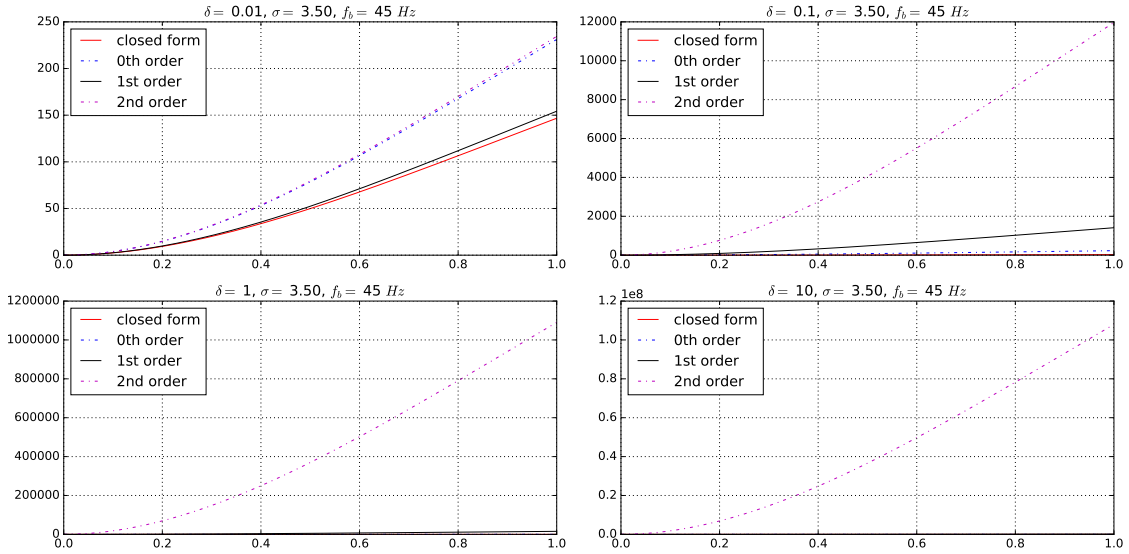 δ = 0.01, σ = 3.50, f_b = 45 Hz
250
200
150
100
50
0
0.0 0.2 0.4 0.6 0.8 1.0
closed form
0th order
1st order
2nd order
δ = 0.1, σ = 3.50, f_b = 45 Hz
12000
10000
8000
6000
4000
2000
0
0.0 0.2 0.4 0.6 0.8 1.0
closed form
0th order
1st order
2nd order
δ = 1, σ = 3.50, f_b = 45 Hz
1200000
1000000
800000
600000
400000
200000
0
0.0 0.2 0.4 0.6 0.8 1.0
closed form
0th order
1st order
2nd order
δ = 10, σ = 3.50, f_b = 45 Hz
1e8
1.2
1.0
0.8
0.6
0.4
0.2
0.0
0.0 0.2 0.4 0.6 0.8 1.0
closed form
0th order
1st order
2nd order